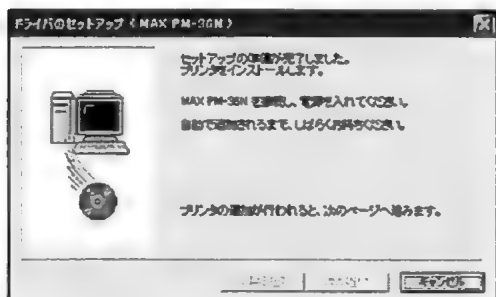 ドライバのセットアップ（MAX PM-36N）
セットアップの準備が完了しました。
プリンタをインストールします。
MAX PM-36N を接続し、電源を入れてください。
自動で追加されるまで、しばらくお待ちください。
プリンタの追加が行われると、次のページへ進みます。
キャンセル